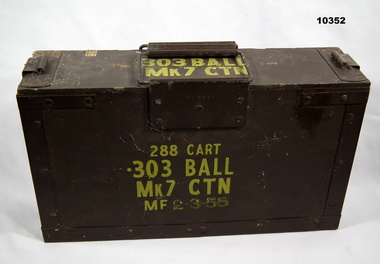 10352
.303 BALL
MK7 CTN
288 CART
.303 BALL
MK7 CTN
MF 2-3-55